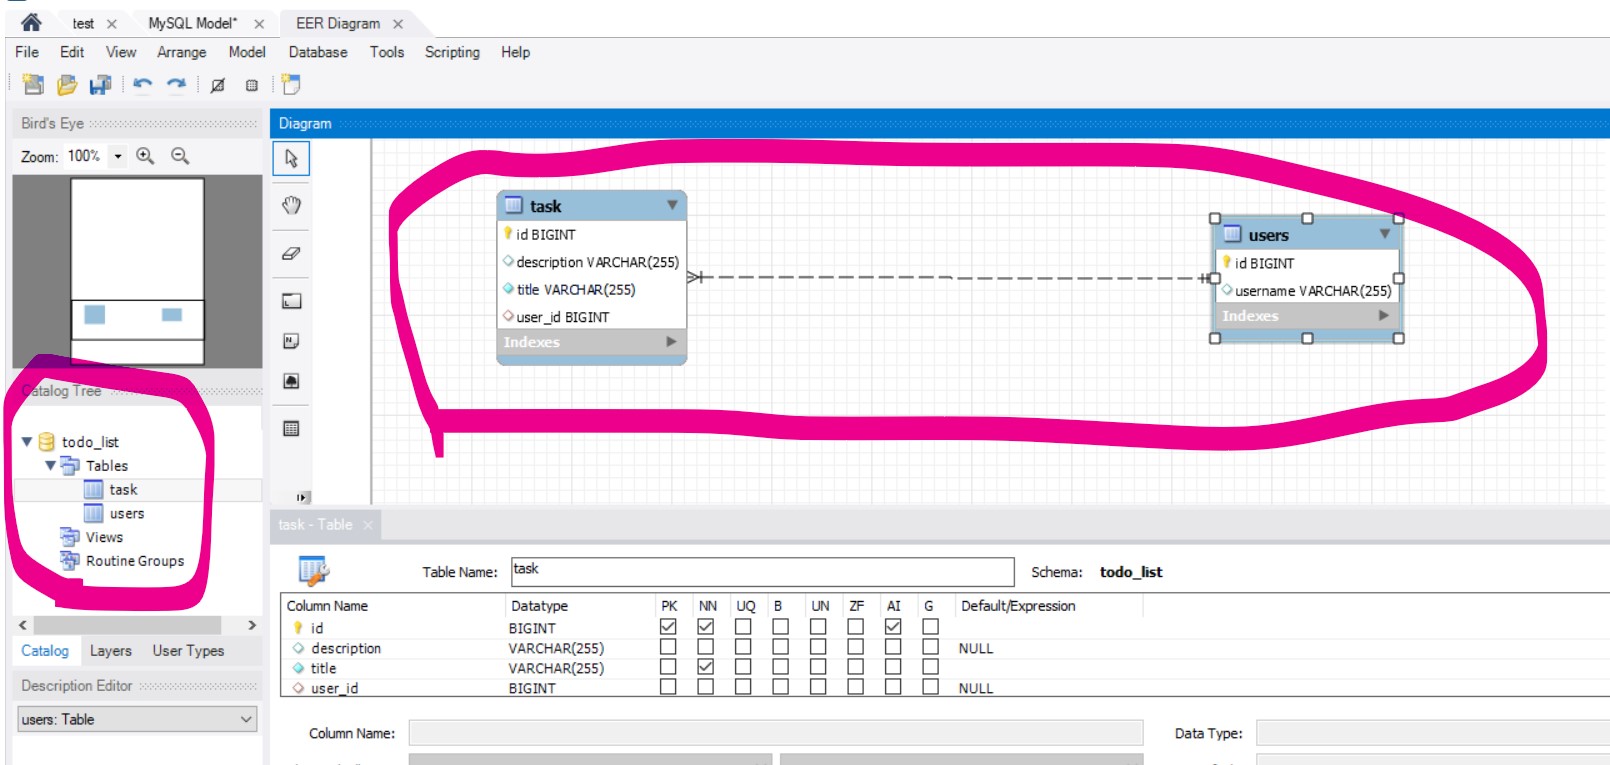 test
MySQL Model*
EER Diagram
File Edit View Arrange Model Database Tools Scripting Help
Bird's Eye
Zoom: 100%
Diagram
task
id BIGINT
description VARCHAR(255)
title VARCHAR(255)
user_id BIGINT
Indexes
users
id BIGINT
username VARCHAR(255)
Indexes
Catalog Tree
todo_list
Tables
task
users
Views
Routine Groups
Catalog Layers User Types
Description Editor
users: Table
task - Table
Table Name: task Schema: todo_list
Column Name Datatype PK NN UQ B UN ZF AI G Default/Expression
id BIGINT
description VARCHAR(255) NULL
title VARCHAR(255)
user_id BIGINT NULL
Column Name: Data Type: